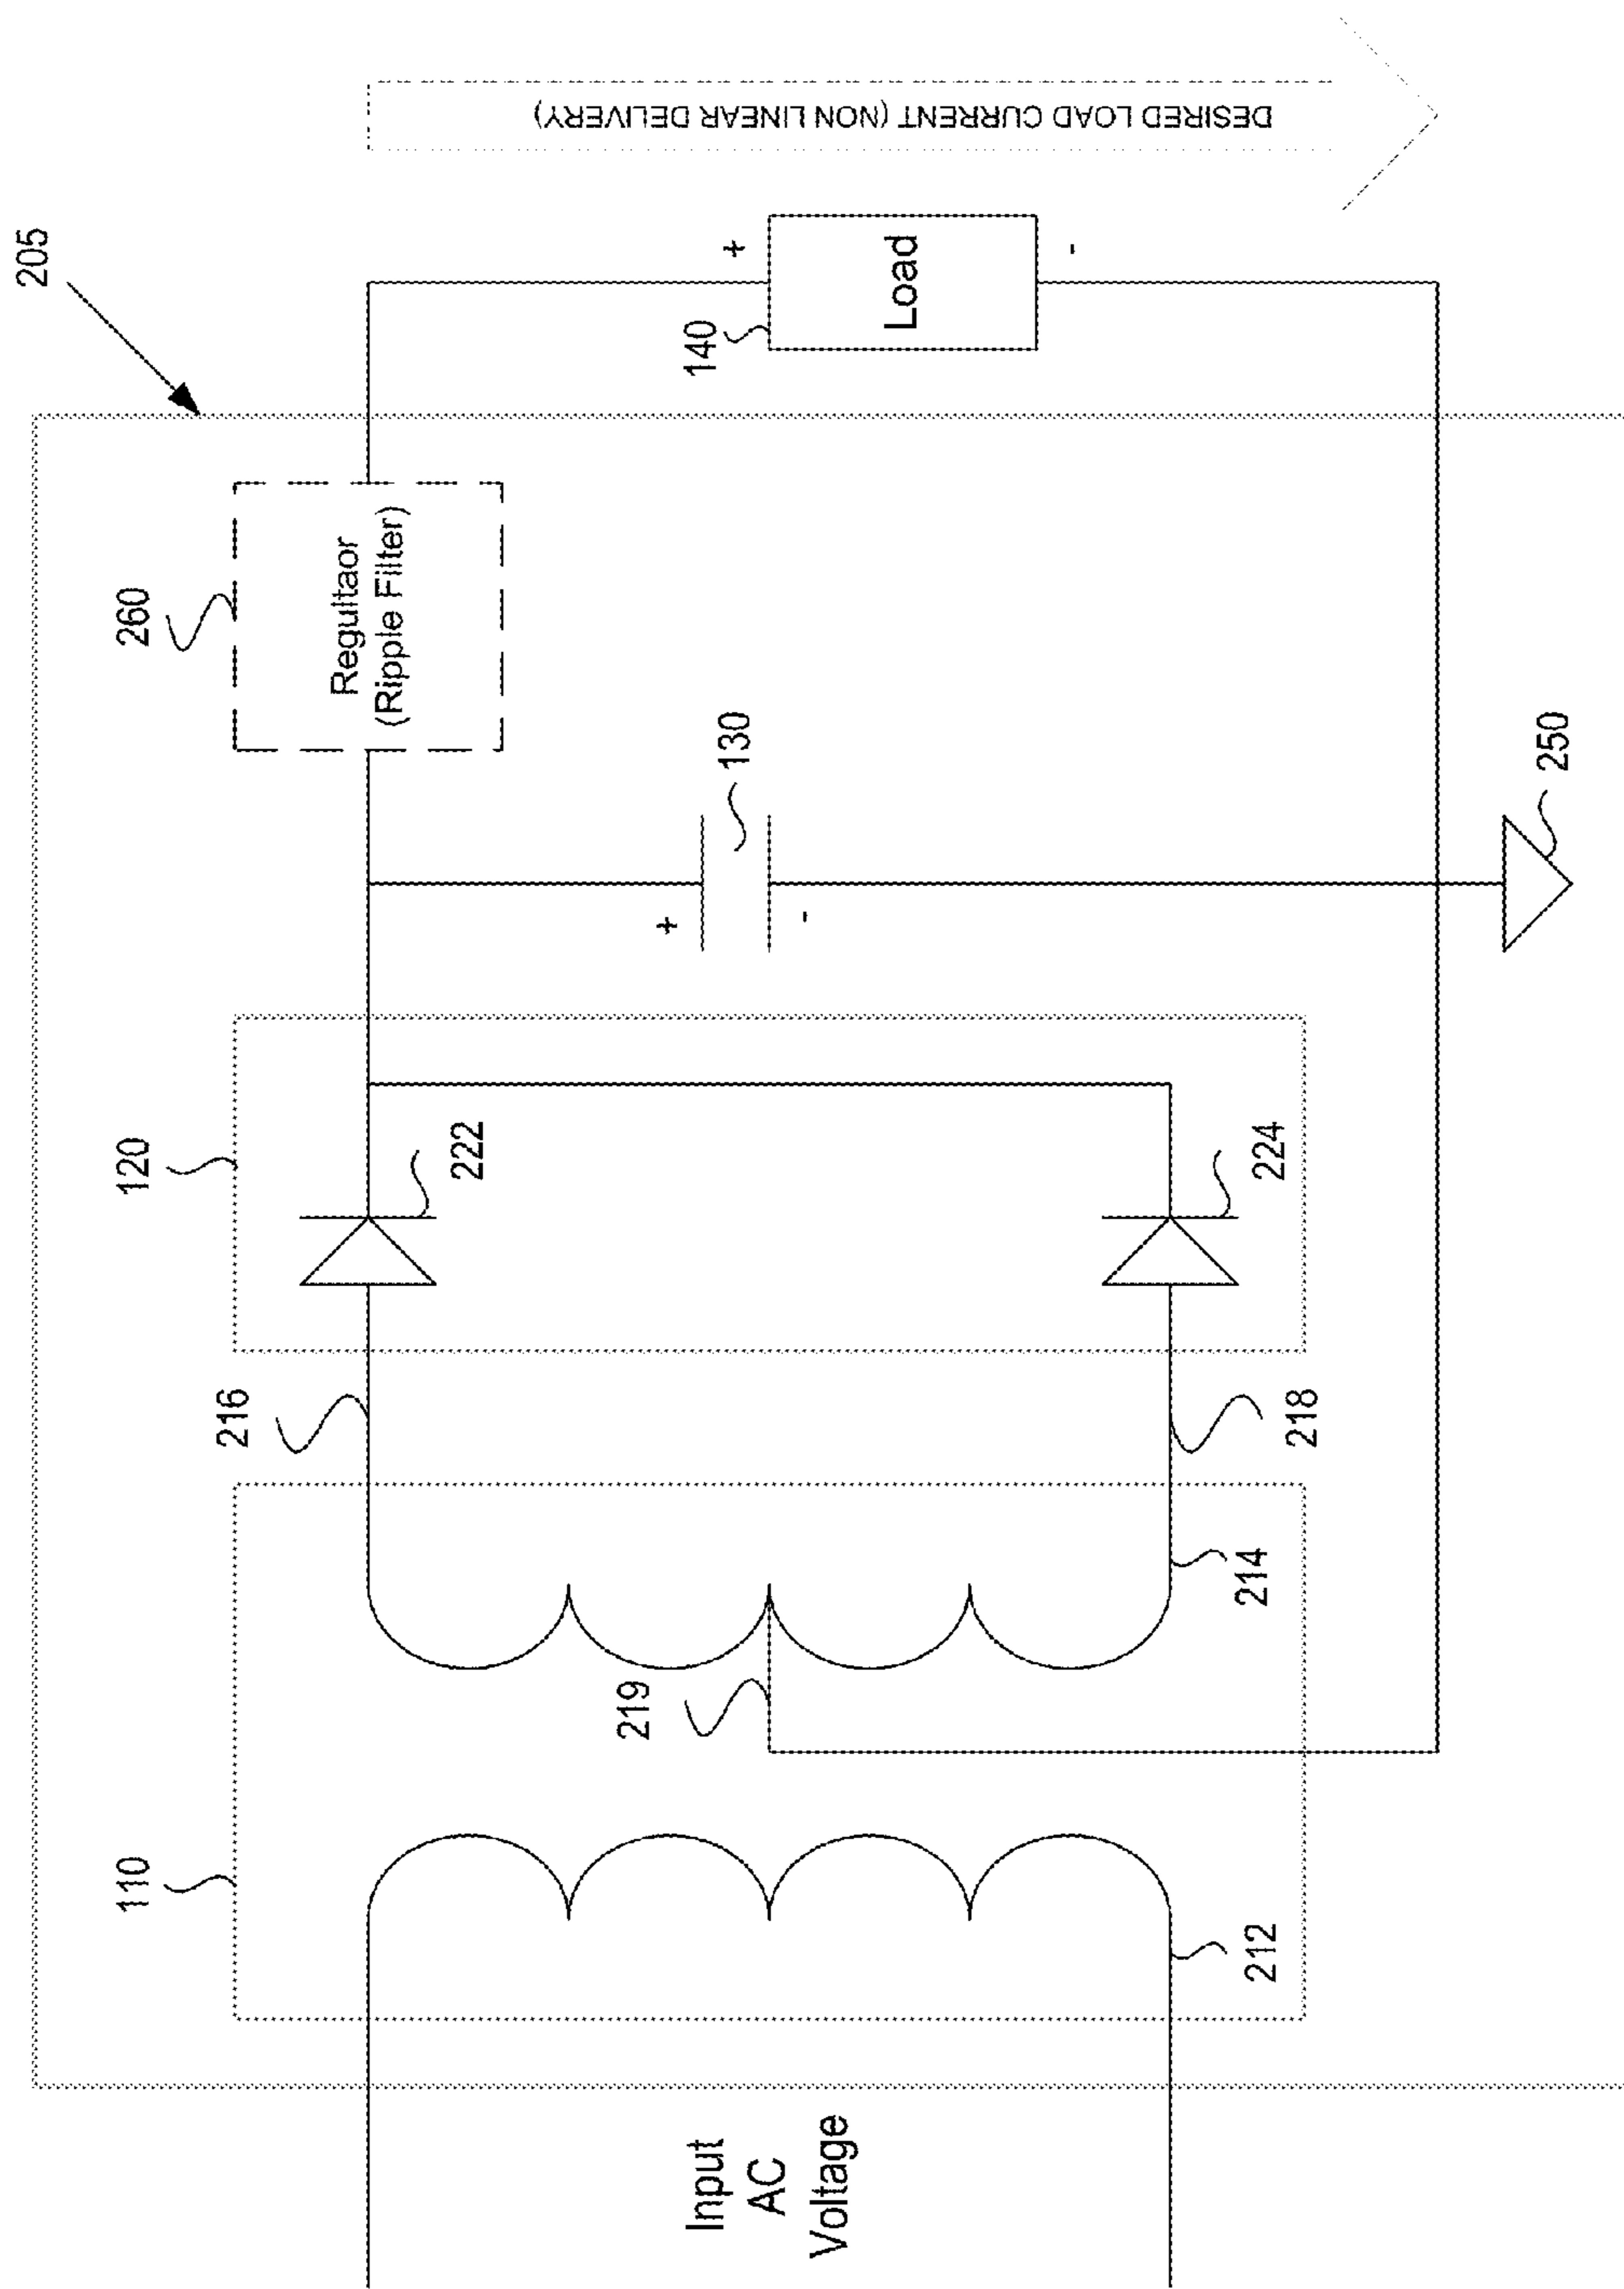 205
110
120
260
Regultaor
(Ripple Filter)
216
222
219
130
+
-
140
+
Load
-
DESIRED LOAD CURRENT (NON LINEAR DELIVERY)
Input
AC
Voltage
212
214
218
224
250